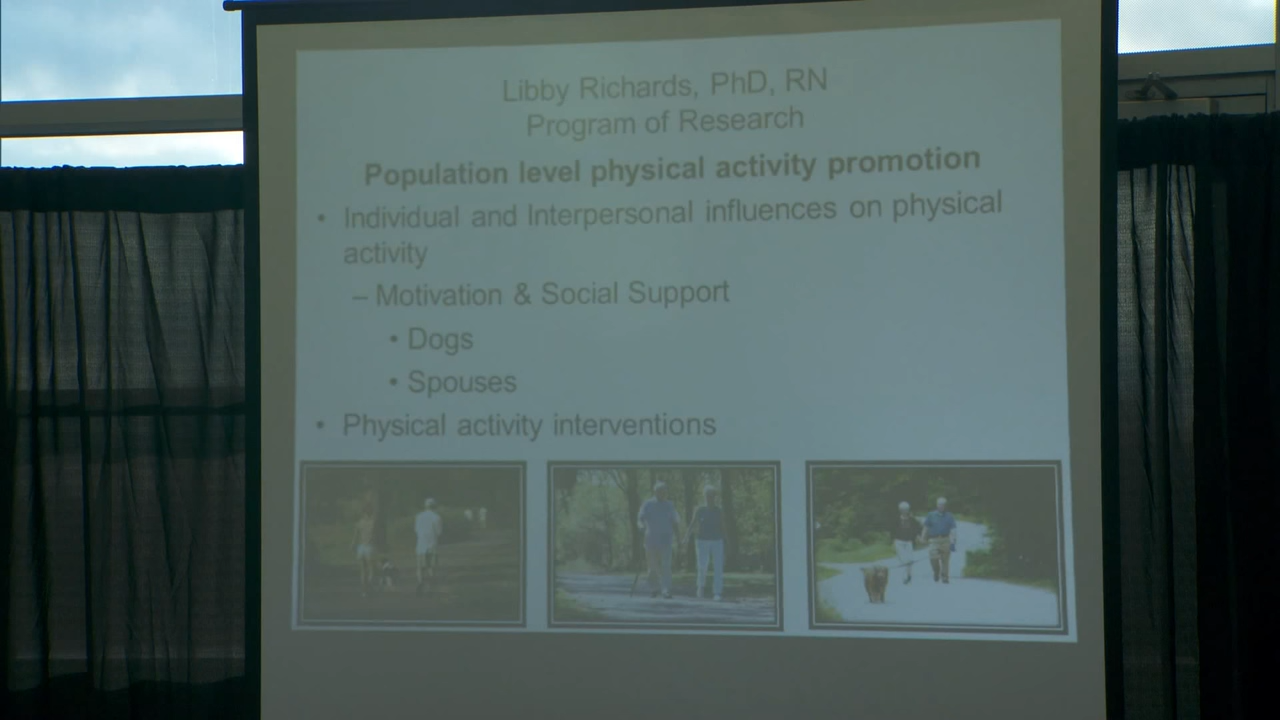 Libby Richards, PhD, RN
Program of Research
Population level physical activity promotion
• Individual and Interpersonal influences on physical
activity
– Motivation & Social Support
• Dogs
• Spouses
• Physical activity interventions